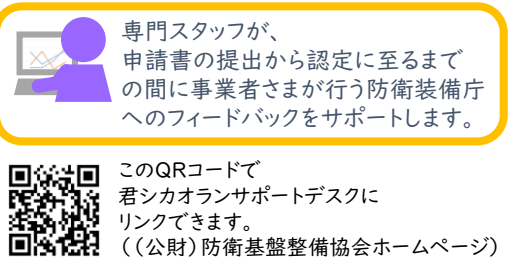 専門スタッフが、
申請書の提出から認定に至るまで
の間に事業者さまが行う防衛装備庁
へのフィードバックをサポートします。
このQRコードで
君シカオランサポートデスクに
リンクできます。
((公財)防衛基盤整備協会ホームページ)